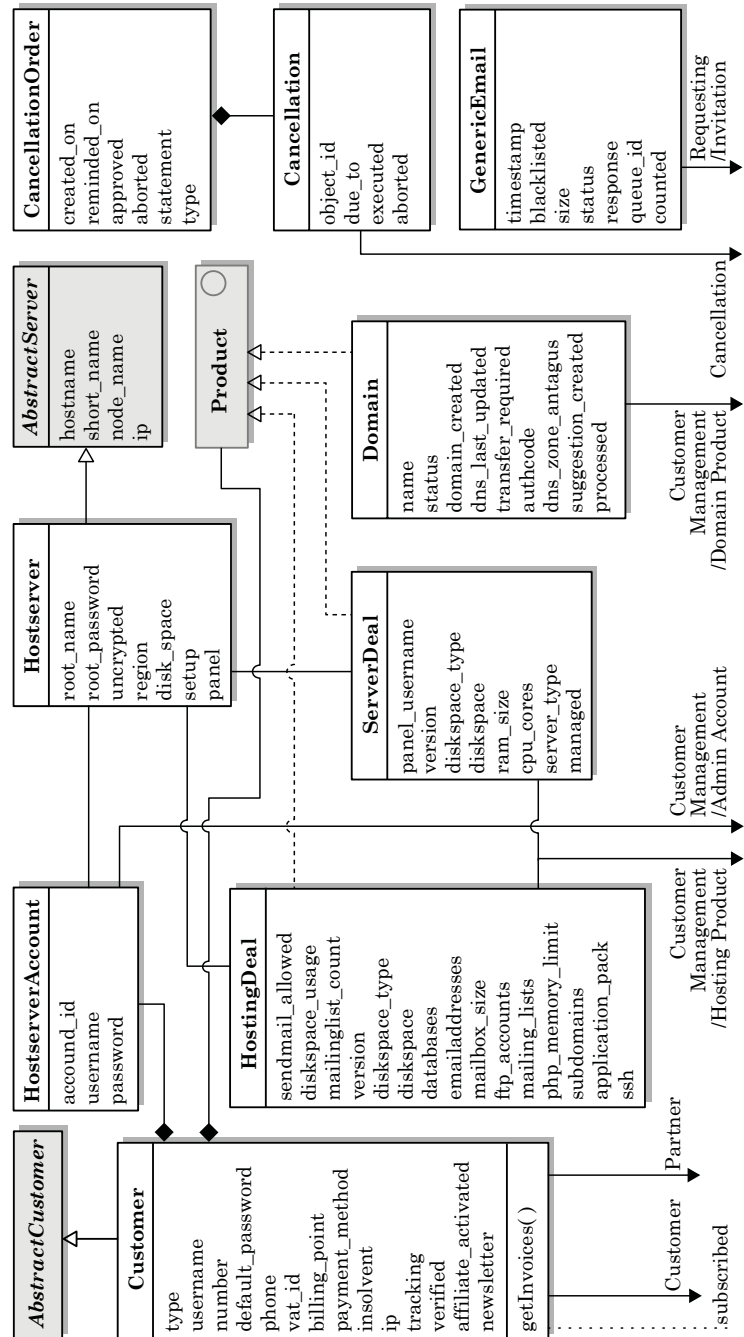 AbstractCustomer
Customer
type
username
number
default_password
phone
vat_id
billing_point
payment_method
insolvent
ip
tracking
verified
affiliate_activated
newsletter
getInvoices()
subscribed
Customer
Partner
HostserverAccount
accound_id
username
password
HostingDeal
sendmail_allowed
diskspace_usage
mailinglist_count
version
diskspace_type
diskspace
databases
emailaddresses
mailbox_size
ftp_accounts
mailing_lists
php_memory_limit
subdomains
application_pack
ssh
Customer
Management
/Hosting Product
Customer
Management
/Admin Account
Hostserver
root_name
root_password
uncrypted
region
disk_space
setup
panel
ServerDeal
panel_username
version
diskspace_type
diskspace
ram_size
cpu_cores
server_type
managed
AbstractServer
hostname
short_name
node_name
ip
Product
Domain
name
status
domain_created
dns_last_updated
transfer_required
authcode
dns_zone_antagus
suggestion_created
processed
Customer
Management
/Domain Product
CancellationOrder
created_on
reminded_on
approved
aborted
statement
type
Cancellation
object_id
due_to
executed
aborted
Cancellation
GenericEmail
timestamp
blacklisted
size
status
response
queue_id
counted
Requesting
/Invitation